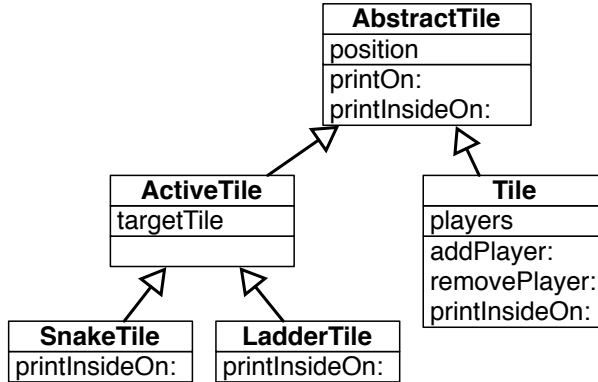 AbstractTile
position
printOn:
printInsideOn:
ActiveTile
targetTile
Tile
players
addPlayer:
removePlayer:
printInsideOn:
SnakeTile
printInsideOn:
LadderTile
printInsideOn: